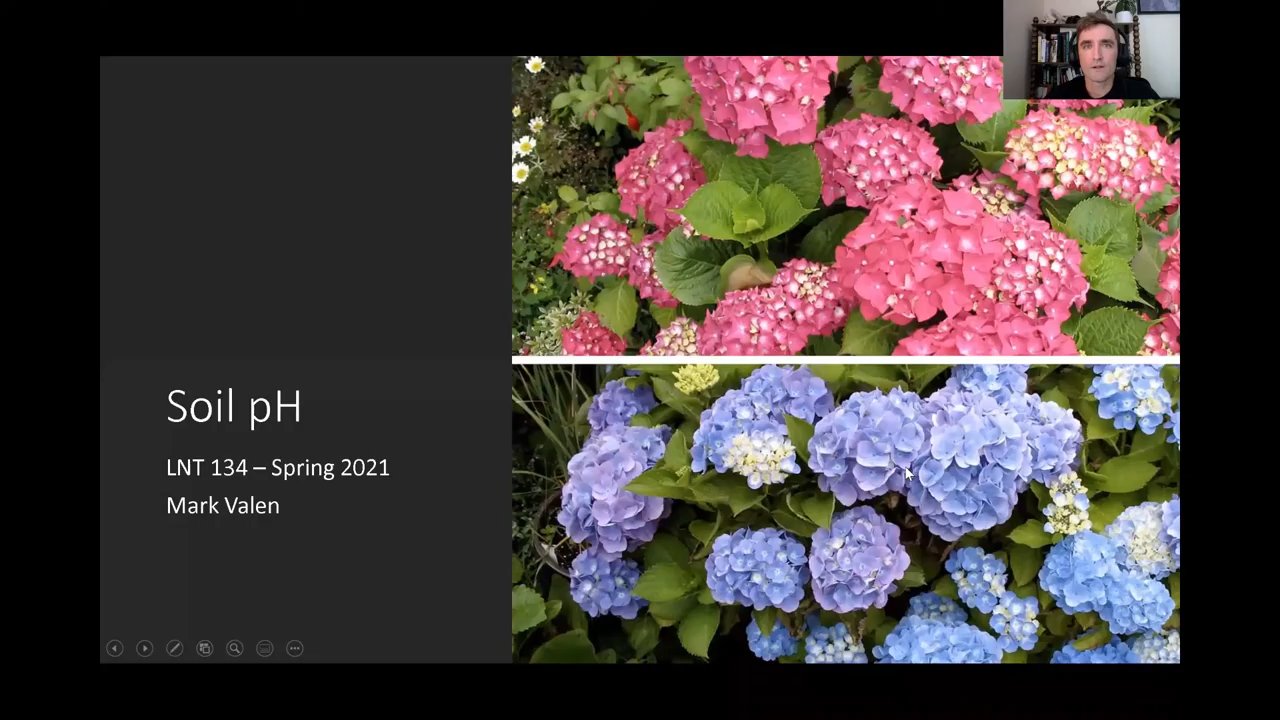 Soil pH
LNT 134 – Spring 2021
Mark Valen